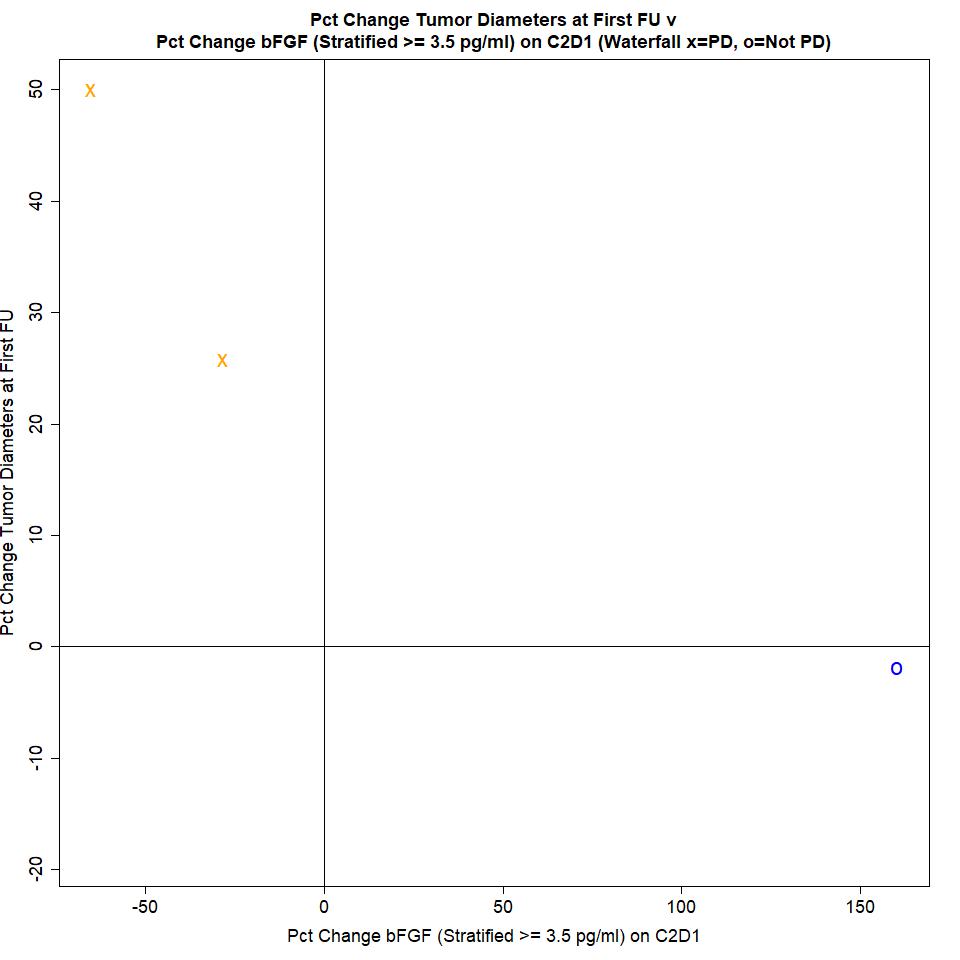 Pct Change Tumor Diameters at First FU v
Pct Change bFGF (Stratified >= 3.5 pg/ml) on C2D1 (Waterfall x=PD, o=Not PD)
Pct Change Tumor Diameters at First FU
50
40
30
20
10
0
-10
-20
X
X
O
-50
0
50
100
150
Pct Change bFGF (Stratified >= 3.5 pg/ml) on C2D1